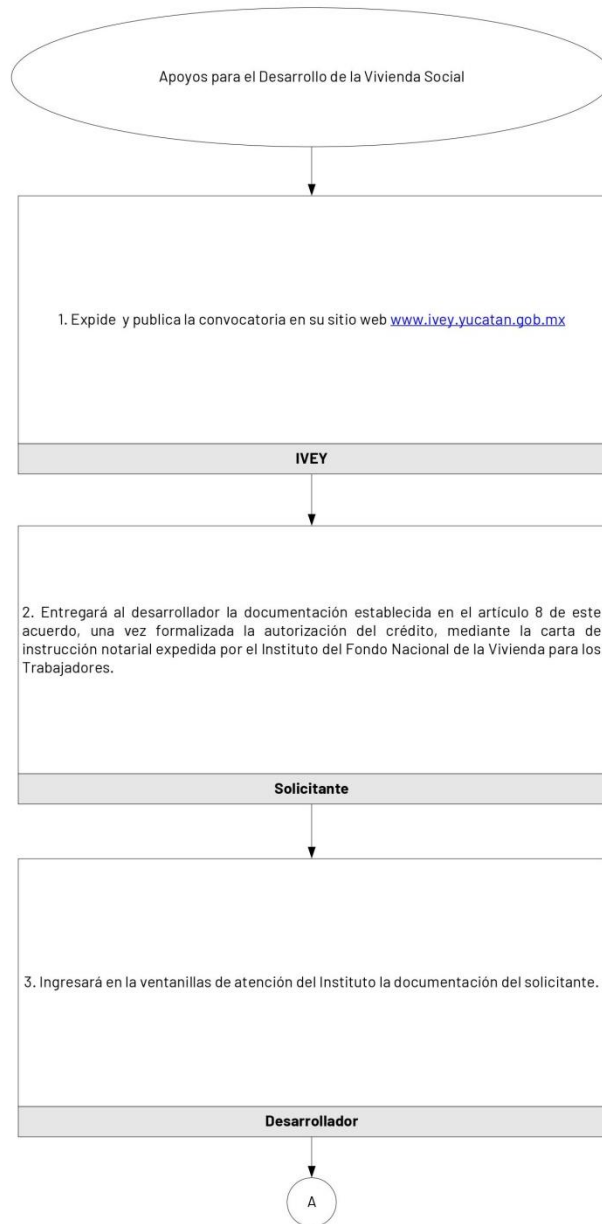 Apoyos para el Desarrollo de la Vivienda Social
1. Expide y publica la convocatoria en su sitio web www.ivey.yucatan.gob.mx
IVEY
2. Entregará al desarrollador la documentación establecida en el artículo 8 de este
acuerdo, una vez formalizada la autorización del crédito, mediante la carta de
instrucción notarial expedida por el Instituto del Fondo Nacional de la Vivienda para los
Trabajadores.
Solicitante
3. Ingresará en la ventanillas de atención del Instituto la documentación del solicitante.
Desarrollador
A